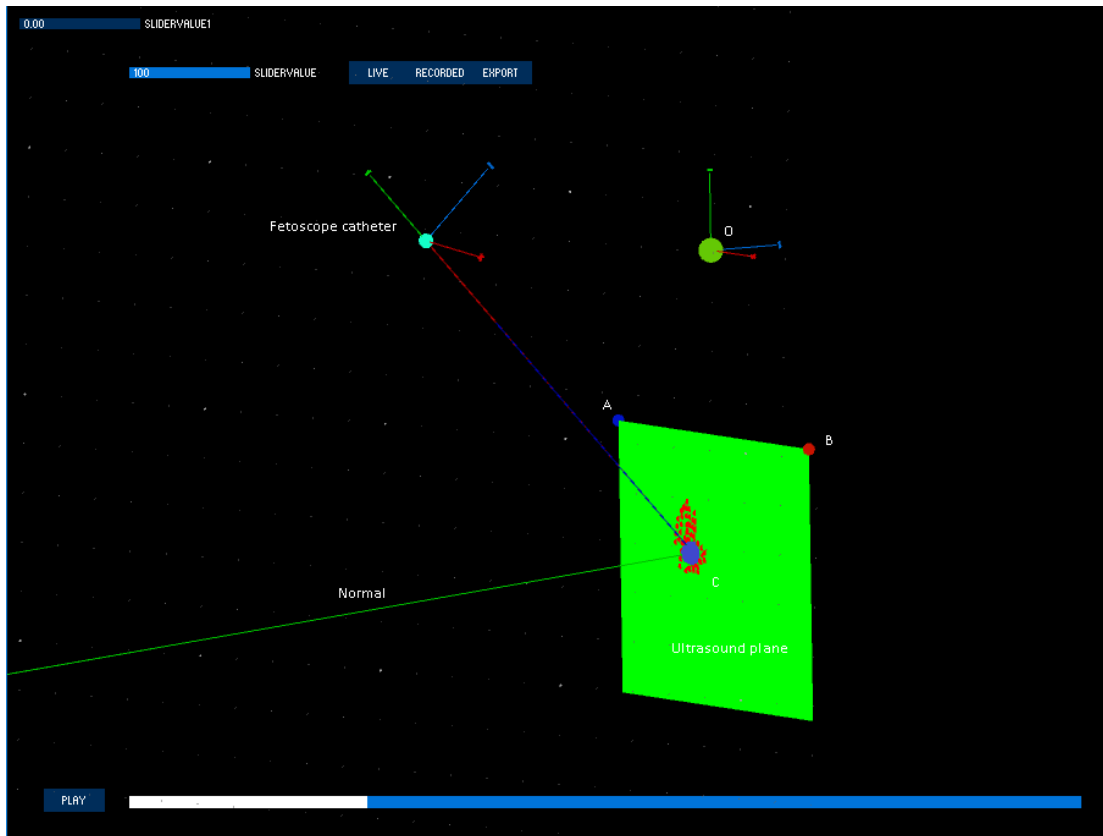 0.00 SLIDERVALUE1
100 SLIDERVALUE LIVE RECORDED EXPORT
Fetoscope catheter
O
A
B
C
Normal
Ultrasound plane
PLAY